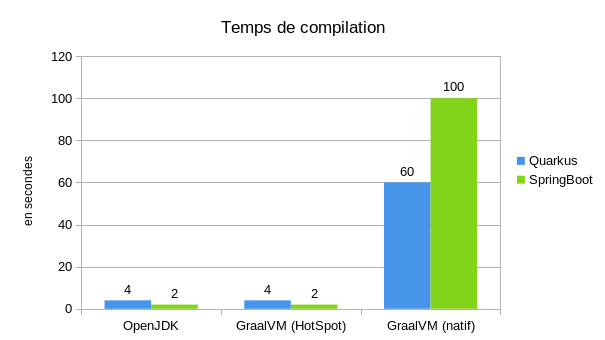 Temps de compilation
en secondes
120
100
80
60
40
20
0
4
2
4
2
60
100
OpenJDK
GraalVM (HotSpot)
GraalVM (natif)
Quarkus
SpringBoot